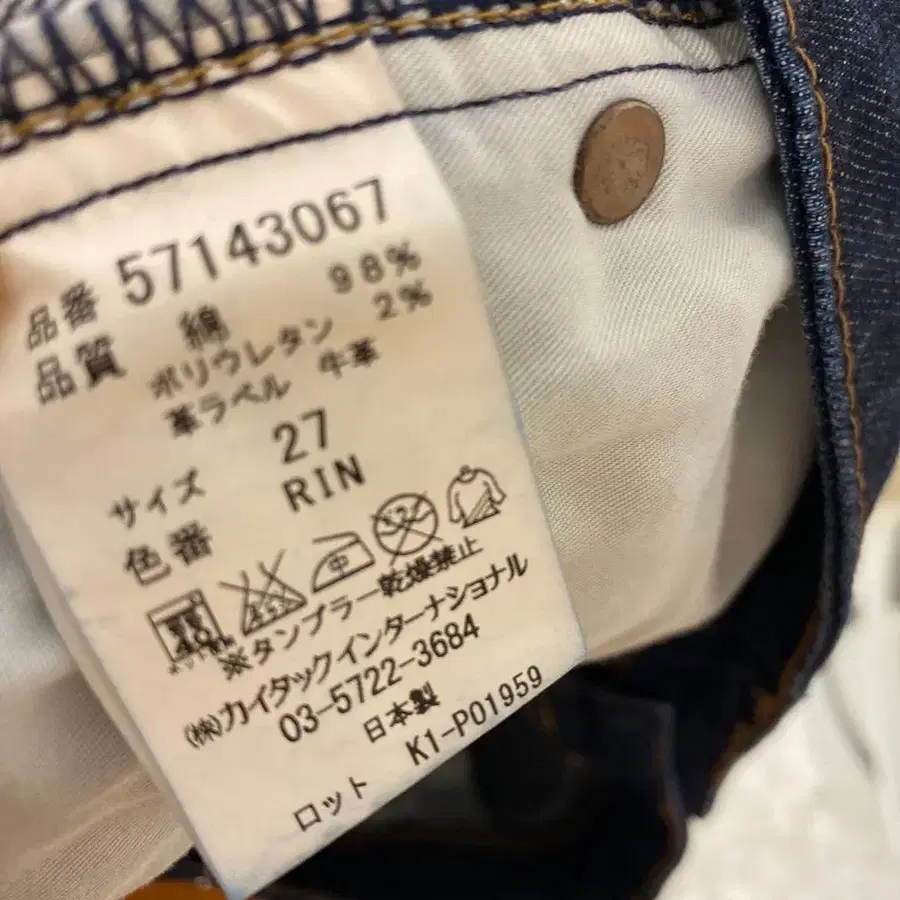 品番 57143067
品質 綿 98%
ポリウレタン 2%
革ラベル 牛革
サイズ 27
色番 RIN
40 中
※タンブラー乾燥禁止
㈱カイタックインターナショナル
03-5722-3684
日本製
ロット K1-P01959